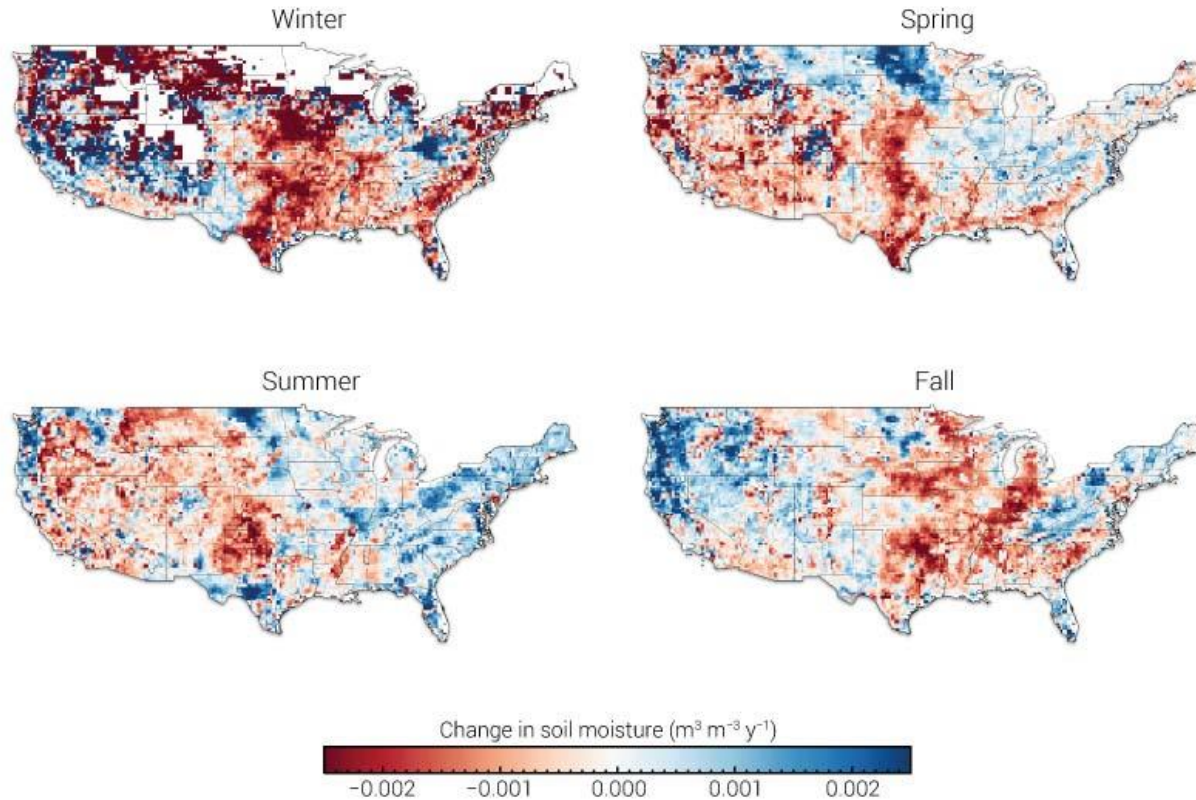 Winter
Spring
Summer
Fall
Change in soil moisture (m³ m⁻³ y⁻¹)
−0.002 −0.001 0.000 0.001 0.002